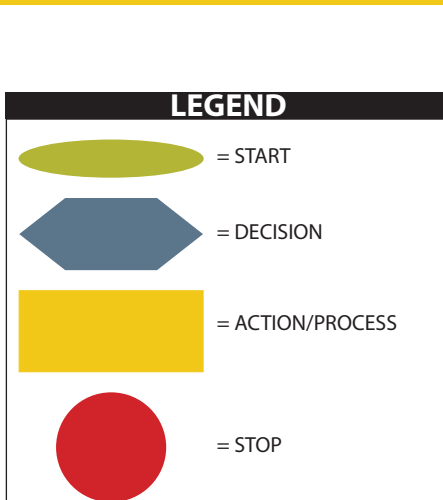 LEGEND
= START
= DECISION
= ACTION/PROCESS
= STOP